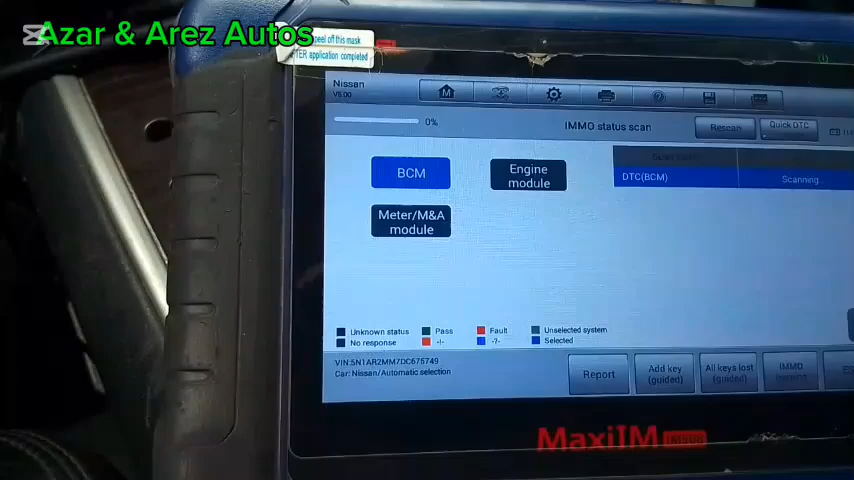 Azar & Arez Autos
peel off this mask
application completed
Nissan
V5.00
0%
IMMO status scan
Rescan
Quick DTC
BCM
Engine
module
DTC(BCM)
Scanning...
Meter/M&A
module
Unknown status
Pass
Fault
Unselected system
No response
-!-
-?-
Selected
VIN:5N1AR2MM7DC675749
Car: Nissan/Automatic selection
Report
Add key
(guided)
All keys lost
(guided)
IMMO
MaxiIM IM508